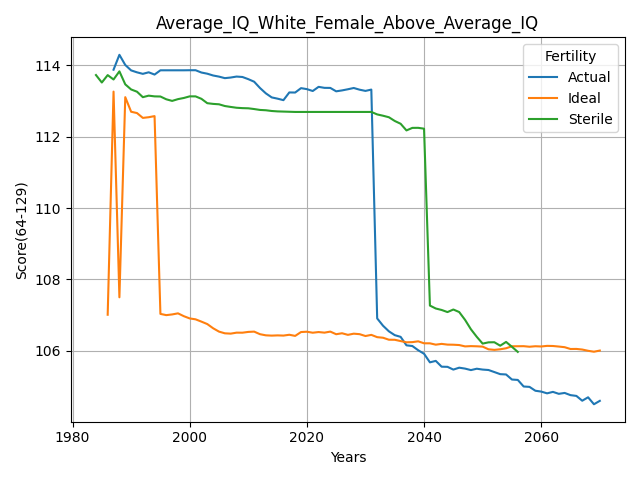 Average_IQ_White_Female_Above_Average_IQ
Score(64-129)
114
112
110
108
106
Fertility
Actual
Ideal
Sterile
1980
2000
2020
2040
2060
Years